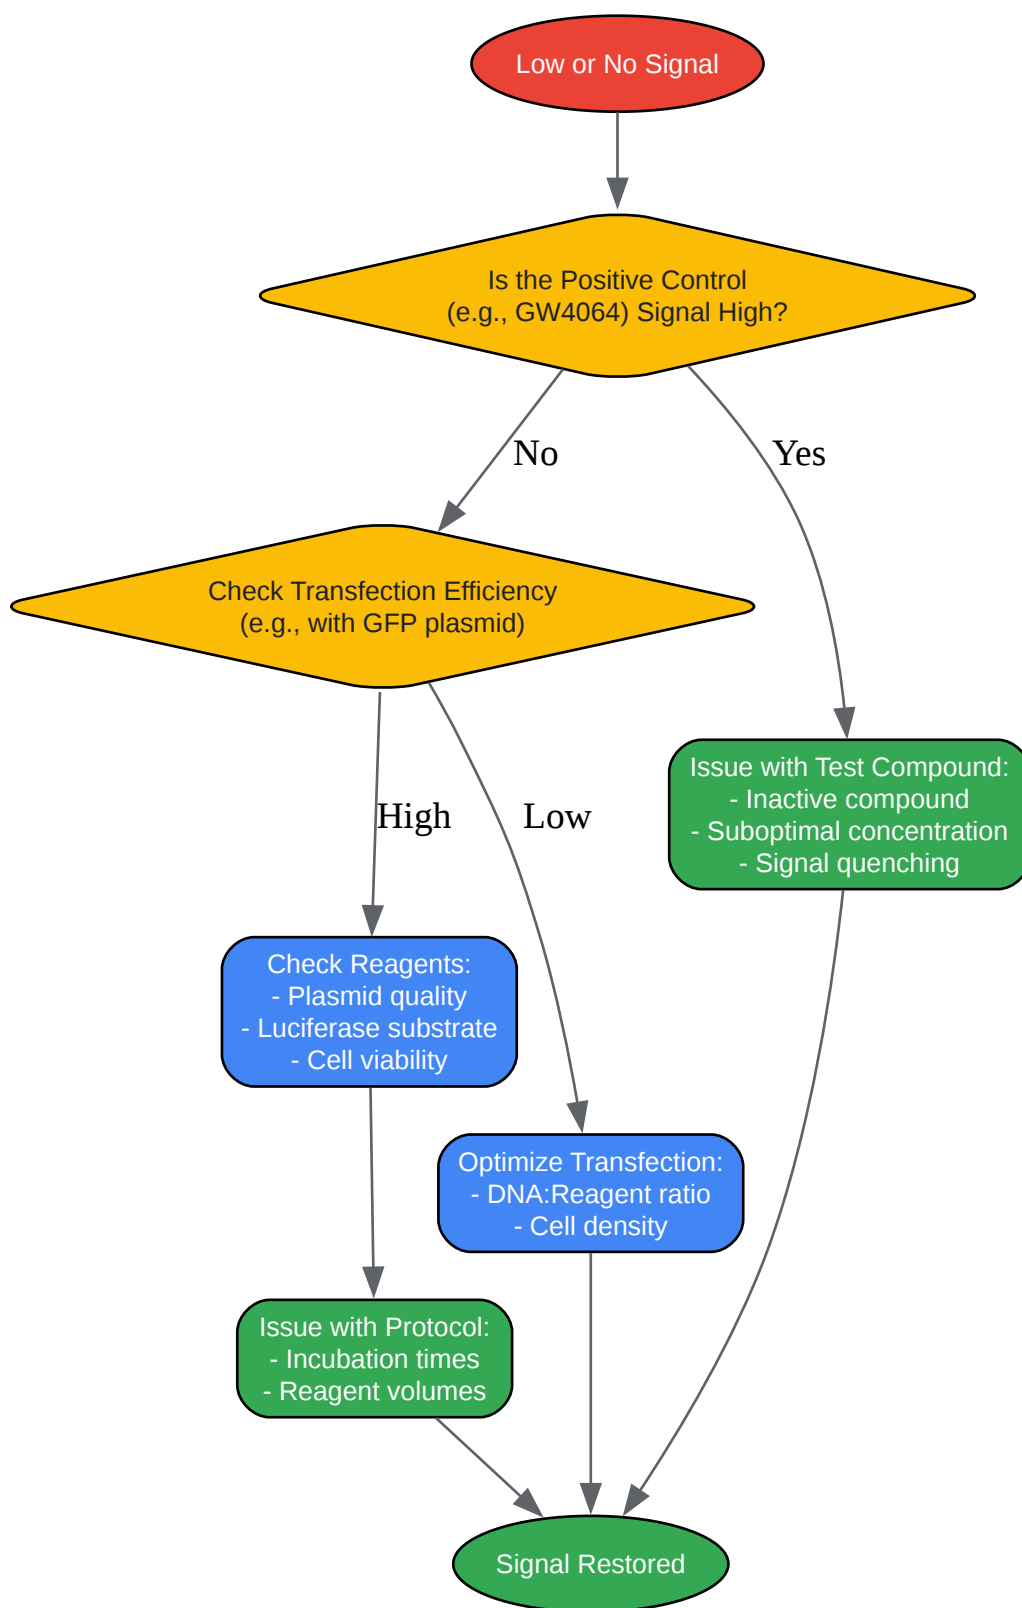 Low or No Signal
Is the Positive Control
(e.g., GW4064) Signal High?
No
Yes
Check Transfection Efficiency
(e.g., with GFP plasmid)
Issue with Test Compound:
- Inactive compound
- Suboptimal concentration
- Signal quenching
High
Low
Check Reagents:
- Plasmid quality
- Luciferase substrate
- Cell viability
Optimize Transfection:
- DNA:Reagent ratio
- Cell density
Issue with Protocol:
- Incubation times
- Reagent volumes
Signal Restored